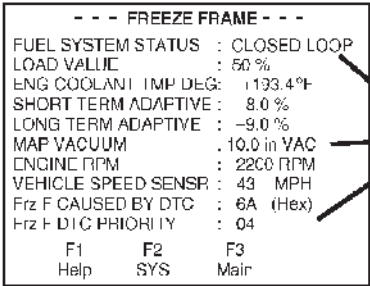 - - - FREEZE FRAME - - -
FUEL SYSTEM STATUS : CLOSED LOOP
LOAD VALUE : 50 %
ENG COOLANT TMP DEG: +193.4°F
SHORT TERM ADAPTIVE : 8.0 %
LONG TERM ADAPTIVE : –9.0 %
MAP VACUUM : 10.0 in VAC
ENGINE RPM : 2200 RPM
VEHICLE SPEED SENSR : 43 MPH
Frz F CAUSED BY DTC : 6A (Hex)
Frz F DTC PRIORITY : 04
F1 F2 F3
Help SYS Main